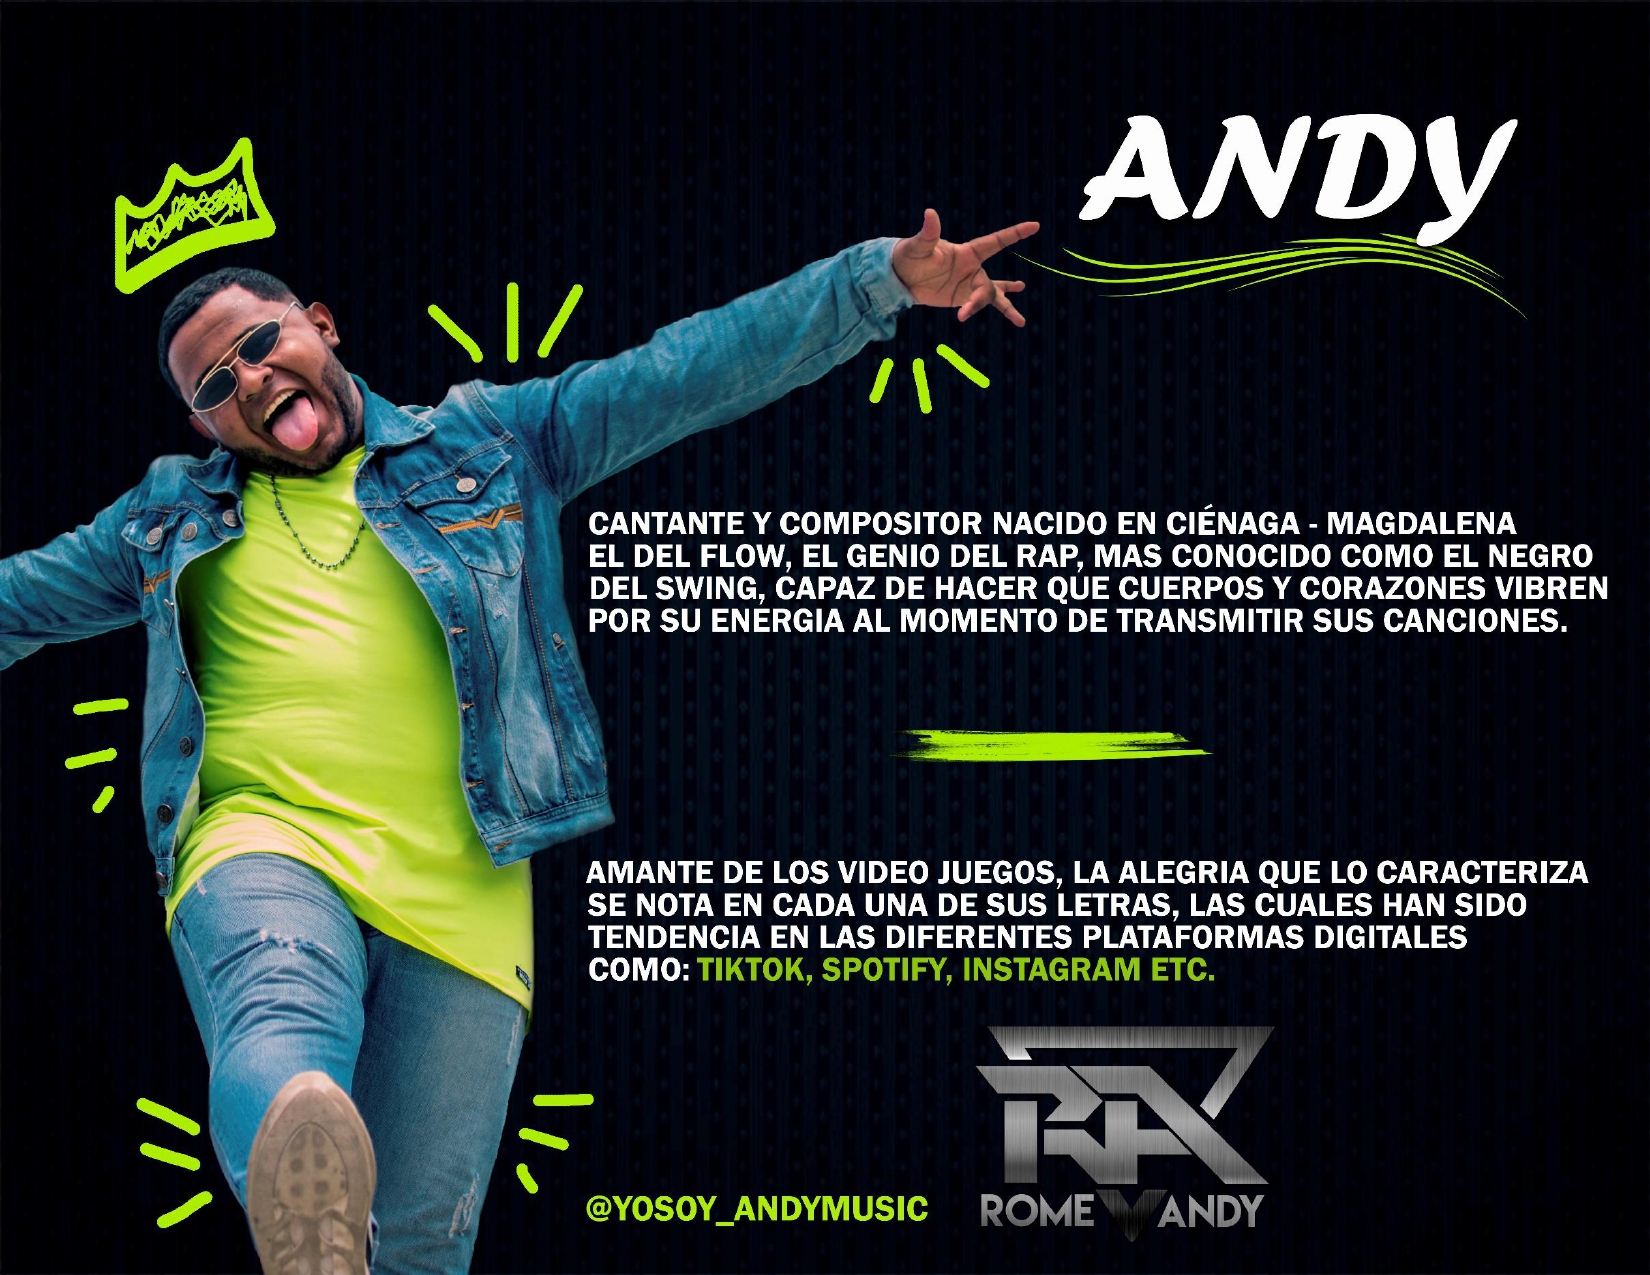 ANDY
CANTANTE Y COMPOSITOR NACIDO EN CIÉNAGA - MAGDALENA
EL DEL FLOW, EL GENIO DEL RAP, MAS CONOCIDO COMO EL NEGRO
DEL SWING, CAPAZ DE HACER QUE CUERPOS Y CORAZONES VIBREN
POR SU ENERGIA AL MOMENTO DE TRANSMITIR SUS CANCIONES.
AMANTE DE LOS VIDEO JUEGOS, LA ALEGRIA QUE LO CARACTERIZA
SE NOTA EN CADA UNA DE SUS LETRAS, LAS CUALES HAN SIDO
TENDENCIA EN LAS DIFERENTES PLATAFORMAS DIGITALES
COMO: TIKTOK, SPOTIFY, INSTAGRAM ETC.
RA
@YOSOY_ANDYMUSIC
ROME ANDY